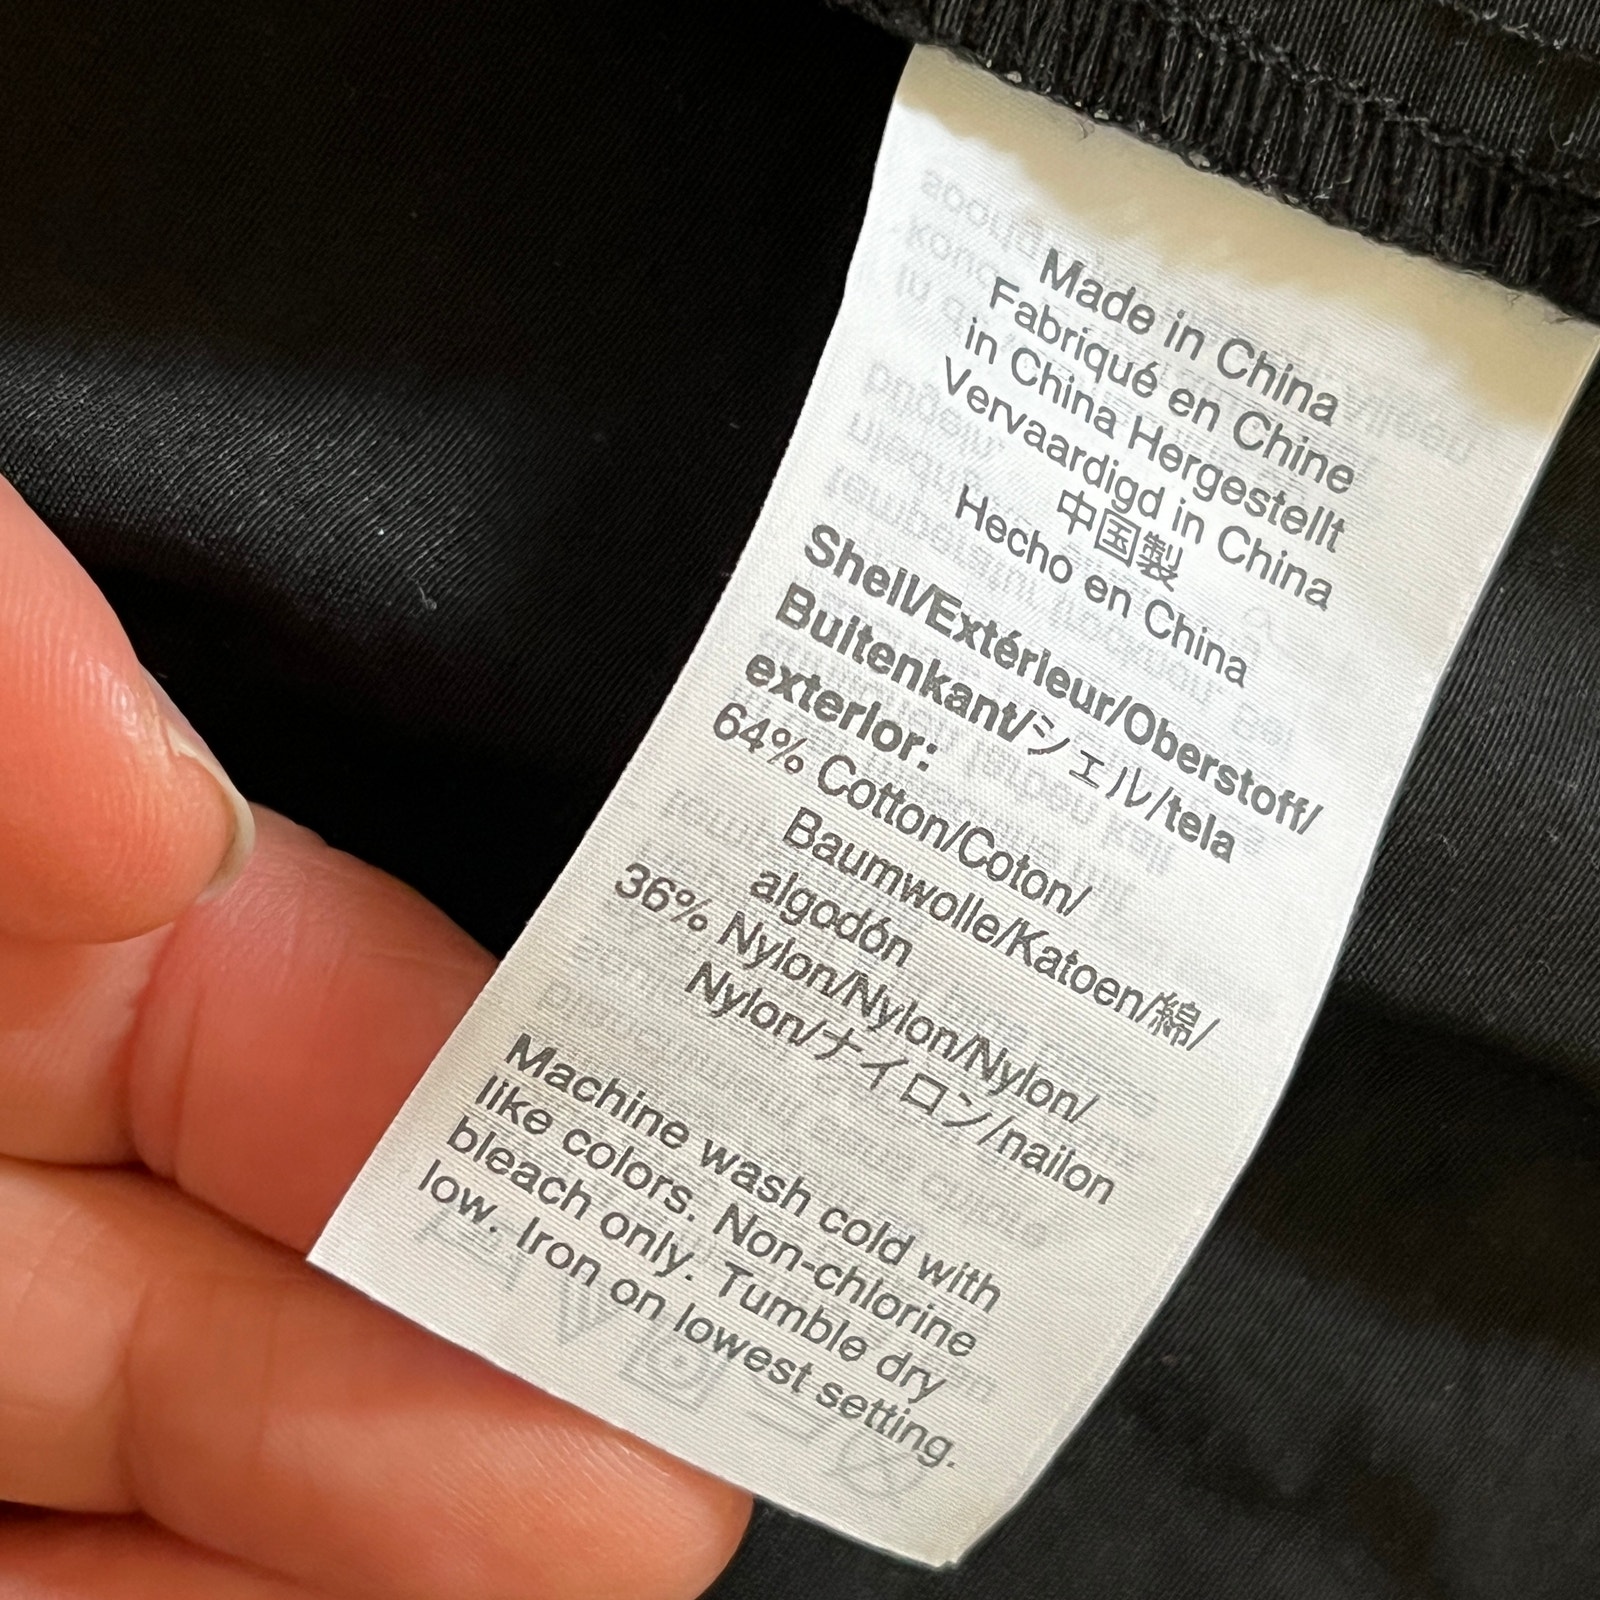 Made in China
Fabriqué en Chine
in China Hergestellt
Vervaardigd in China
中国製
Hecho en China
Shell/Extérieur/Oberstoff/
Buitenkant/シェル/tela
exterior:
64% Cotton/Coton/
Baumwolle/Katoen/綿/
algodón
36% Nylon/Nylon/Nylon/
Nylon/ナイロン/nailon
Machine wash cold with
like colors. Non-chlorine
bleach only. Tumble dry
low. Iron on lowest setting.